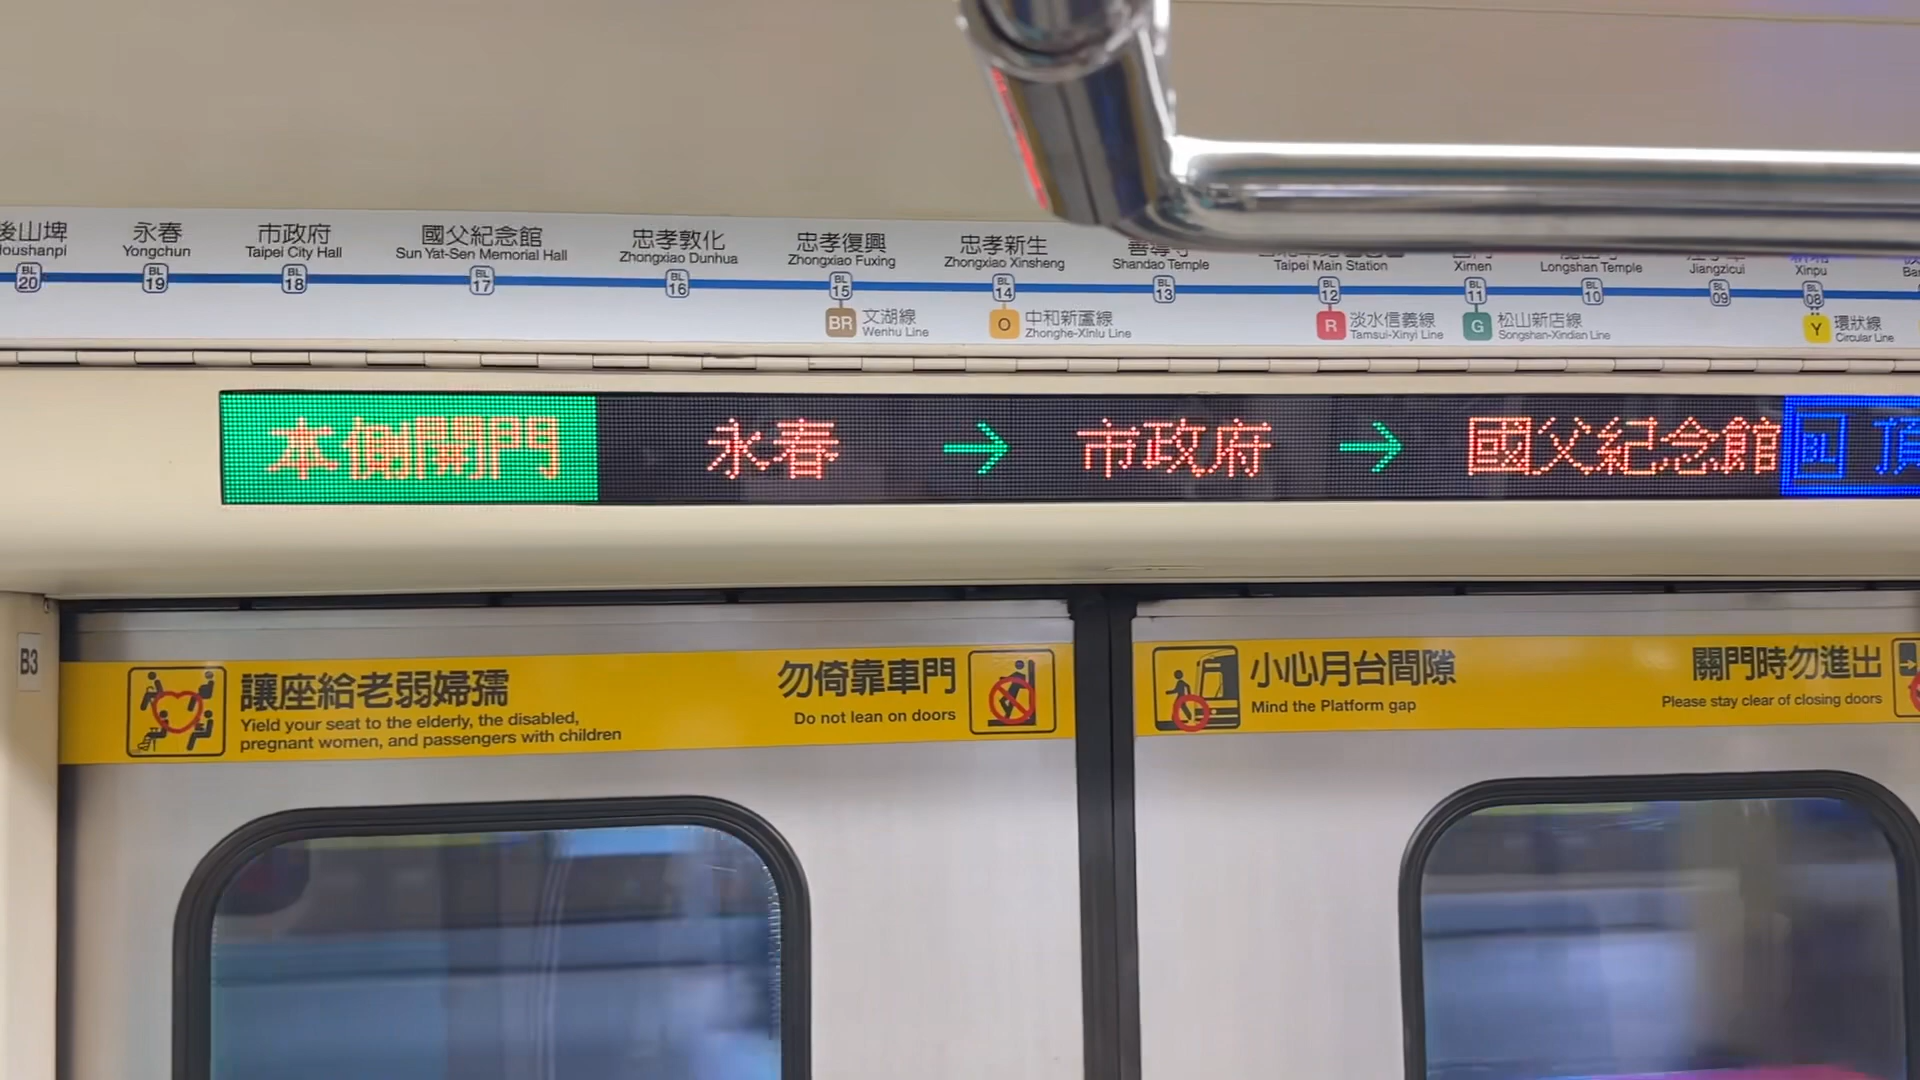 後山埤 永春 市政府 國父紀念館 忠孝敦化 忠孝復興 忠孝新生
Houshanpi Yongchun Taipei City Hall Sun Yat-Sen Memorial Hall Zhongxiao Dunhua Zhongxiao Fuxing Zhongxiao Xinsheng Shandao Temple Taipei Main Station Ximen Longshan Temple Jiangzicui Xinpu
BL 20 BL 19 BL 18 BL 17 BL 16 BL 15 BL 14 BL 13 BL 12 BL 11 BL 10 BL 09 BL 08
BR 文湖線 O 中和新蘆線 R 淡水信義線 G 松山新店線 Y 環狀線
Wenhu Line Zhonghe-Xinlu Line Tamsui-Xinyi Line Songshan-Xindian Line Circular Line
本側開門 永春 → 市政府 → 國父紀念館 BL 頂
B3
讓座給老弱婦孺
Yield your seat to the elderly, the disabled,
pregnant women, and passengers with children
勿倚靠車門
Do not lean on doors
小心月台間隙
Mind the Platform gap
關門時勿進出
Please stay clear of closing doors